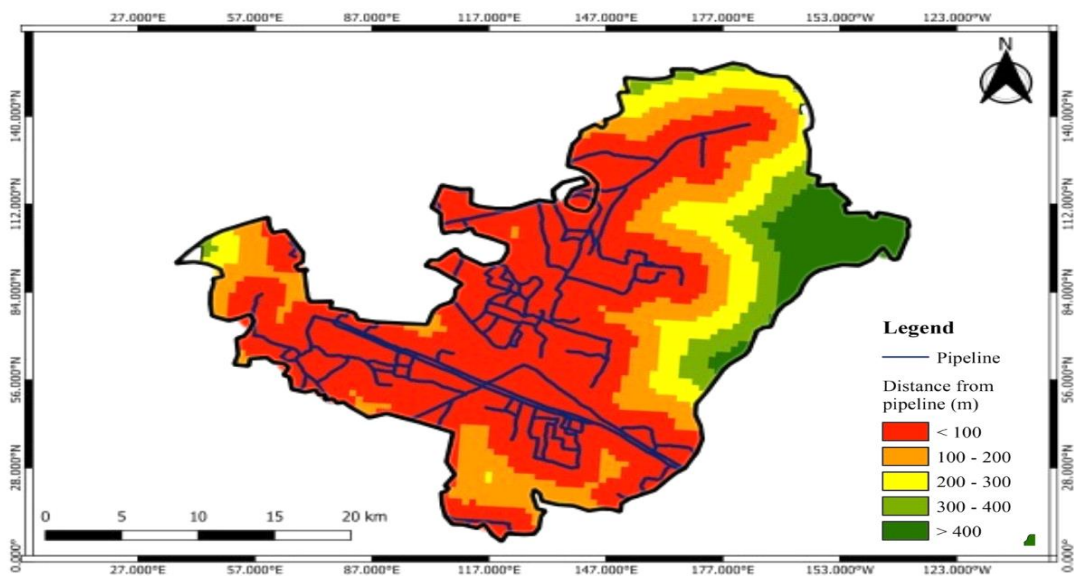 27.000°E 57.000°E 87.000°E 117.000°E 147.000°E 177.000°E 153.000°W 123.000°W
N
140.000°N 140.000°N
112.000°N 112.000°N
84.000°N 84.000°N
Legend
Pipeline
56.000°N 56.000°N
Distance from
pipeline (m)
< 100
100 - 200
28.000°N 28.000°N
200 - 300
300 - 400
0 5 10 15 20 km
> 400
0.000° 0.000°
27.000°E 57.000°E 87.000°E 117.000°E 147.000°E 177.000°E 153.000°W 123.000°W